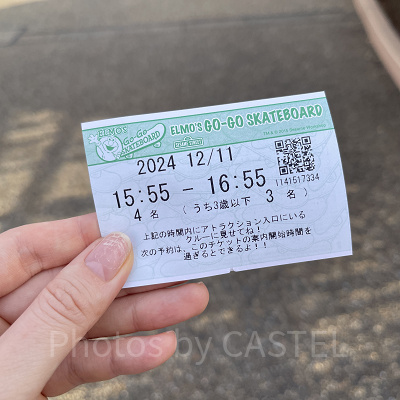 ELMO'S
GO-GO
SKATEBOARD
ELMO'S GO-GO SKATEBOARD
2024 12/11
15:55 - 16:55
1141517334
4 名 ( うち3歳以下 3 名)
上記の時間内にアトラクション入口にいる
クルーに見せてね!
次の予約は、このチケットの案内開始時間を
過ぎるとできるよ!!
Photos by CASTEL